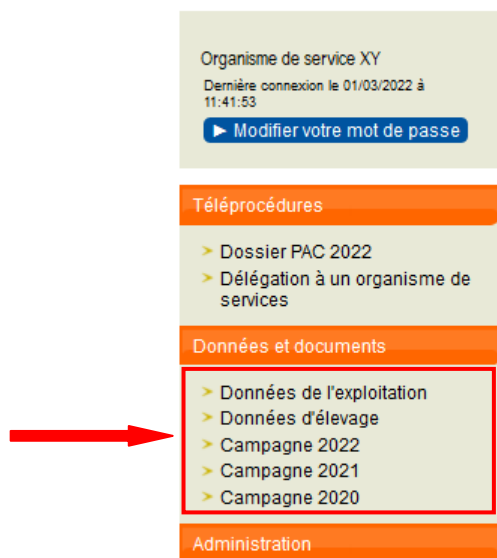 Organisme de service XY
Dernière connexion le 01/03/2022 à
11:41:53
► Modifier votre mot de passe
Téléprocédures
> Dossier PAC 2022
> Délégation à un organisme de
services
Données et documents
> Données de l'exploitation
> Données d'élevage
> Campagne 2022
> Campagne 2021
> Campagne 2020
Administration